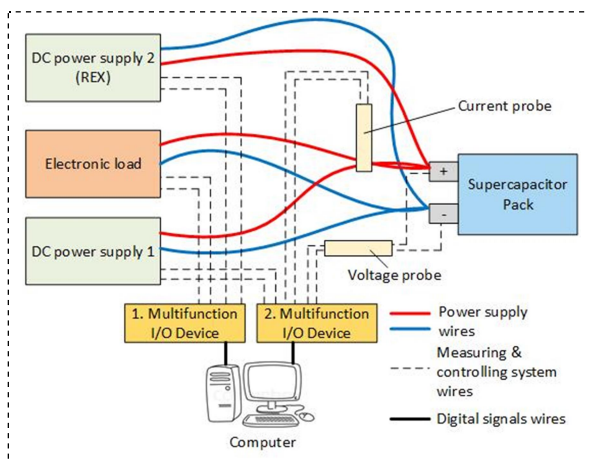 DC power supply 2
(REX)
Current probe
Electronic load
+
Supercapacitor
Pack
-
DC power supply 1
Voltage probe
1. Multifunction
I/O Device
2. Multifunction
I/O Device
Power supply
wires
Measuring &
controlling system
wires
Digital signals wires
Computer